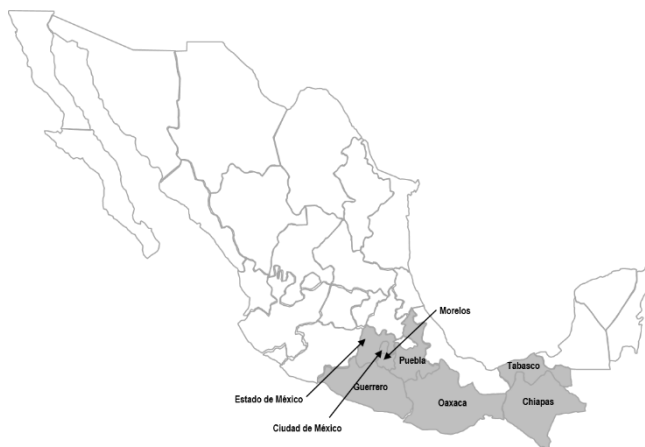 Morelos
Puebla
Tabasco
Guerrero
Estado de México
Oaxaca
Chiapas
Ciudad de México